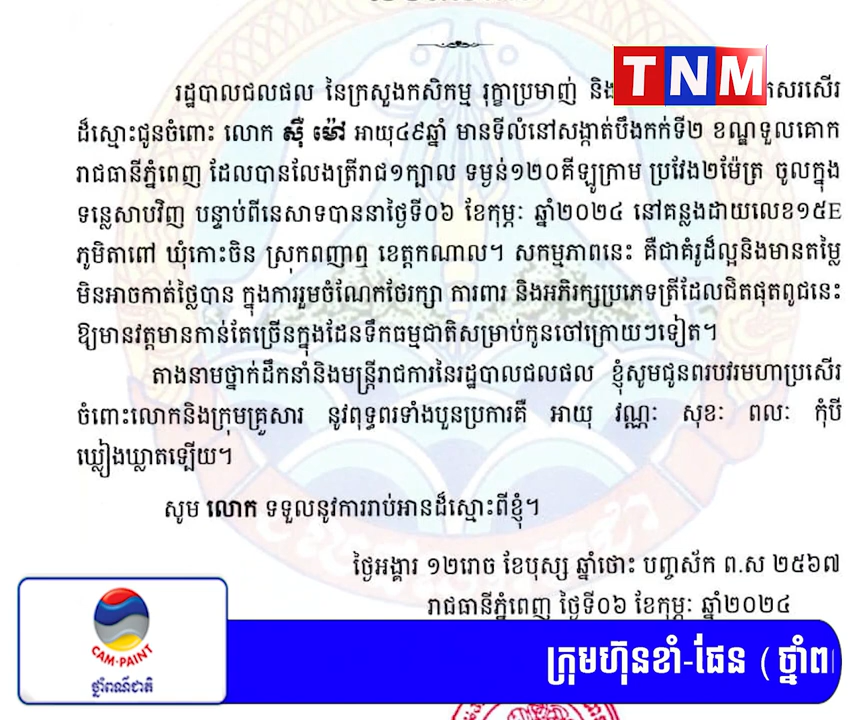 TNM
រដ្ឋបាលជលផល នៃក្រសួងកសិកម្ម រុក្ខាប្រមាញ់ និង សរសើរ
ដ៏ស្មោះជូនចំពោះ លោក ស៊ឺ ម៉ៅ អាយុ៤៩ឆ្នាំ មានទីលំនៅសង្កាត់បឹងកក់ទី២ ខណ្ឌទួលគោក
រាជធានីភ្នំពេញ ដែលបានលែងត្រីរាជ១ក្បាល ទម្ងន់១២០គីឡូក្រាម ប្រវែង២ម៉ែត្រ ចូលក្នុង
ទន្លេសាបវិញ បន្ទាប់ពីនេសាទបាននាថ្ងៃទី០៦ ខែកុម្ភៈ ឆ្នាំ២០២៤ នៅគន្លងដាយលេខ១៥E
ភូមិតាពៅ ឃុំកោះចិន ស្រុកពញាឮ ខេត្តកណាល។ សកម្មភាពនេះ គឺជាគំរូដ៏ល្អនិងមានតម្លៃ
មិនអាចកាត់ថ្លៃបាន ក្នុងការរួមចំណែកថែរក្សា ការពារ និងអភិរក្សប្រភេទត្រីដែលជិតផុតពូជនេះ
ឱ្យមានវត្តមានកាន់តែច្រើនក្នុងដែនទឹកធម្មជាតិសម្រាប់កូនចៅក្រោយៗទៀត។
តាងនាមថ្នាក់ដឹកនាំនិងមន្ត្រីរាជការនៃរដ្ឋបាលជលផល ខ្ញុំសូមជូនពរបវរមហាប្រសើរ
ចំពោះលោកនិងក្រុមគ្រួសារ នូវពុទ្ធពរទាំងបួនប្រការគឺ អាយុ វណ្ណៈ សុខៈ ពលៈ កុំបី
ឃ្លៀងឃ្លាតឡើយ។
សូម លោក ទទួលនូវការរាប់អានដ៏ស្មោះពីខ្ញុំ។
ថ្ងៃអង្គារ ១២រោច ខែបុស្ស ឆ្នាំថោះ បញ្ចស័ក ព.ស ២៥៦៧
រាជធានីភ្នំពេញ ថ្ងៃទី០៦ ខែកុម្ភៈ ឆ្នាំ២០២៤
CAM-PAINT
ថ្នាំពណ៌ជាតិ
ក្រុមហ៊ុនខាំ-ផែន ( ថ្នាំព